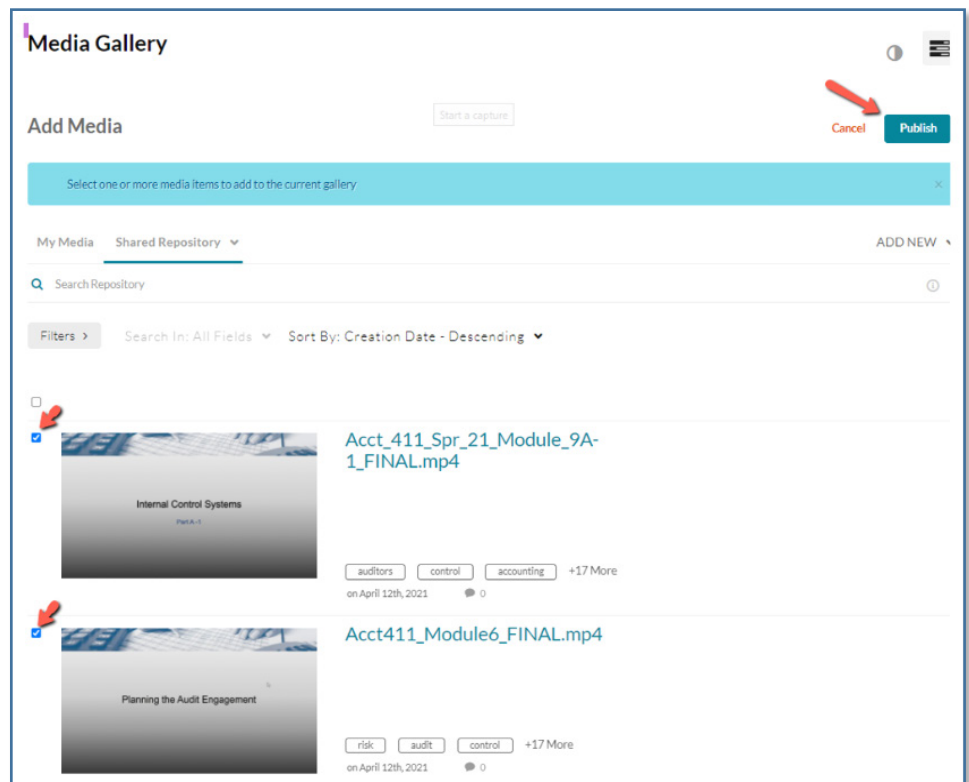 Media Gallery
Start a capture
Add Media
Cancel
Publish
Select one or more media items to add to the current gallery
×
My Media
Shared Repository
ADD NEW
Search Repository
Filters >
Search In: All Fields
Sort By: Creation Date - Descending
Acct_411_Spr_21_Module_9A-
1_FINAL.mp4
Internal Control Systems
Part A -1
auditors
control
accounting
+17 More
on April 12th, 2021
0
Acct411_Module6_FINAL.mp4
Planning the Audit Engagement
risk
audit
control
+17 More
on April 12th, 2021
0